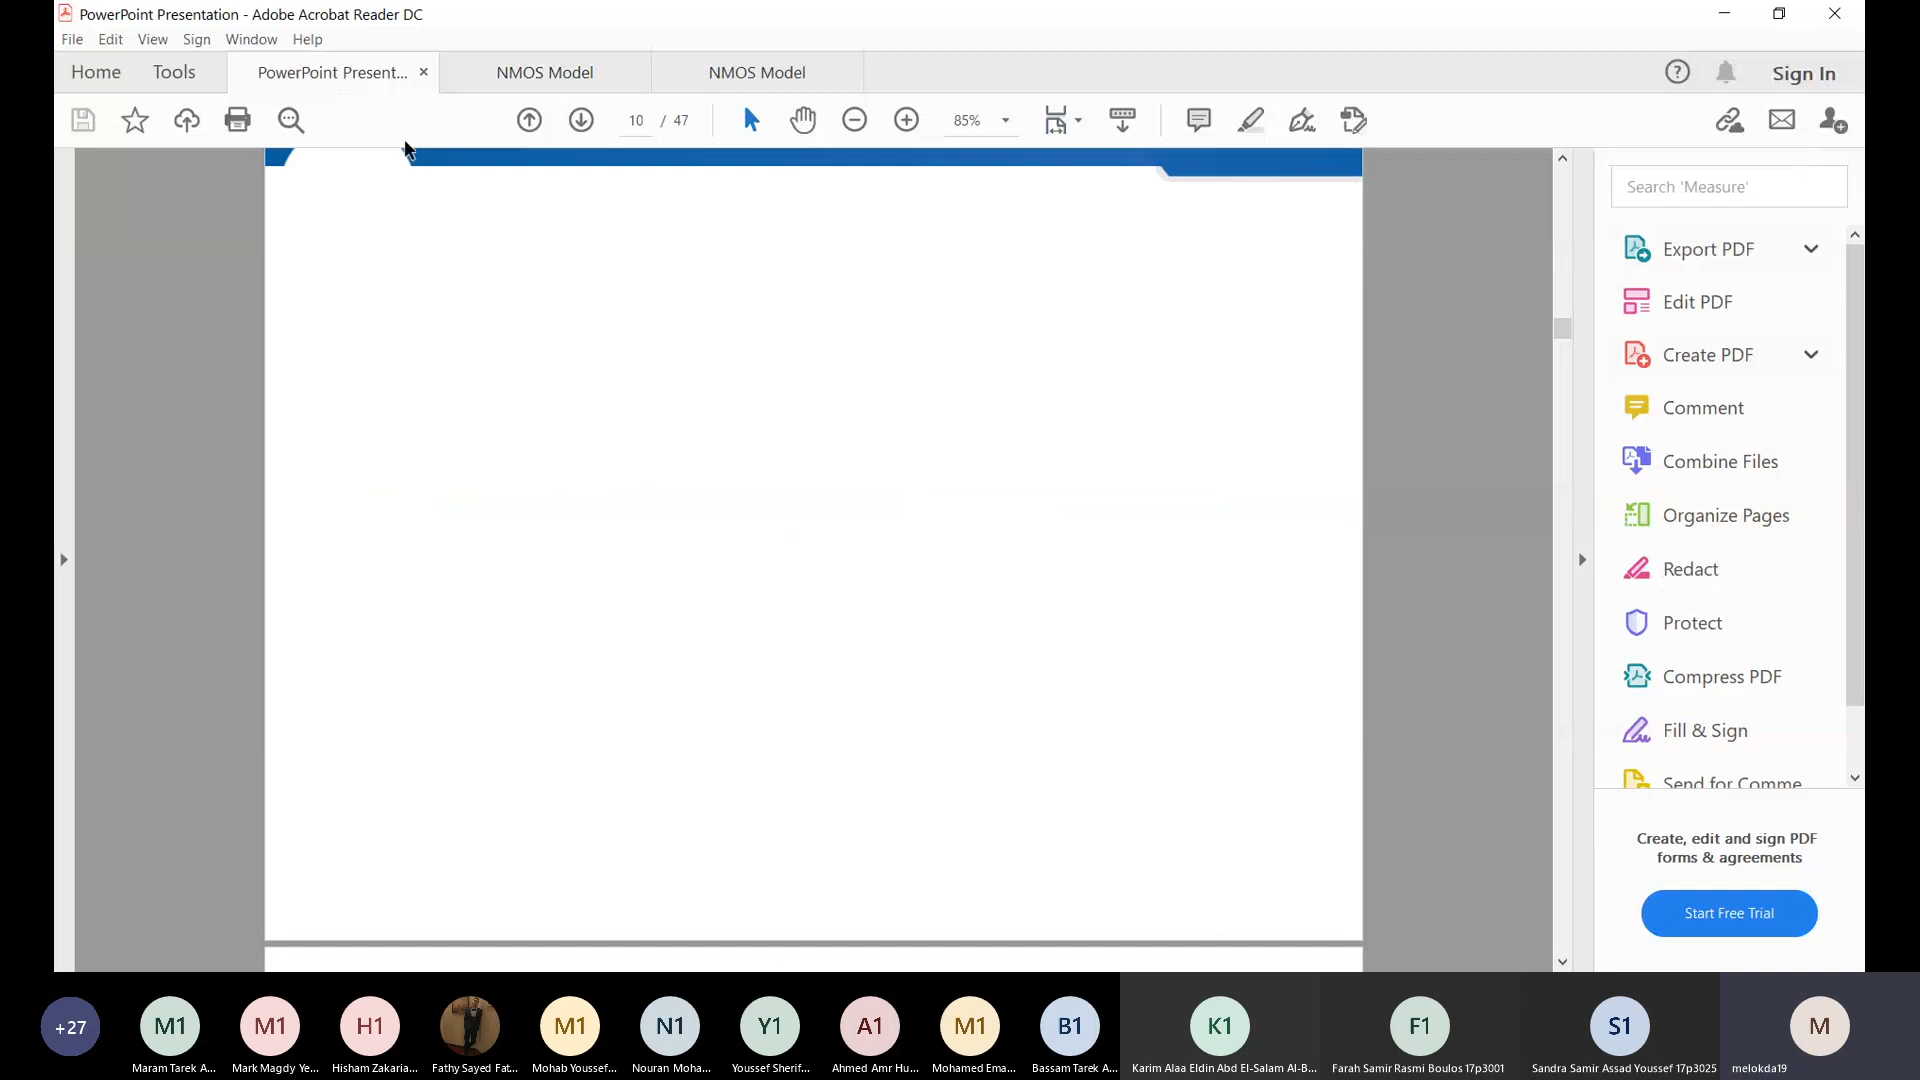 PowerPoint Presentation - Adobe Acrobat Reader DC
File Edit View Sign Window Help
Home Tools PowerPoint Present... × NMOS Model NMOS Model Sign In
10 / 47 85%
Search 'Measure'
Export PDF
Edit PDF
Create PDF
Comment
Combine Files
Organize Pages
Redact
Protect
Compress PDF
Fill & Sign
Send for Comme
Create, edit and sign PDF
forms & agreements
Start Free Trial
+27 M1 M1 H1 M1 N1 Y1 A1 M1 B1 K1 F1 S1 M
Maram Tarek A... Mark Magdy Ye... Hisham Zakaria... Fathy Sayed Fat... Mohab Youssef... Nouran Moha... Youssef Sherif... Ahmed Amr Hu... Mohamed Ema... Bassam Tarek A... Karim Alaa Eldin Abd El-Salam Al-B... Farah Samir Rasmi Boulos 17p3001 Sandra Samir Assad Youssef 17p3025 melokda19